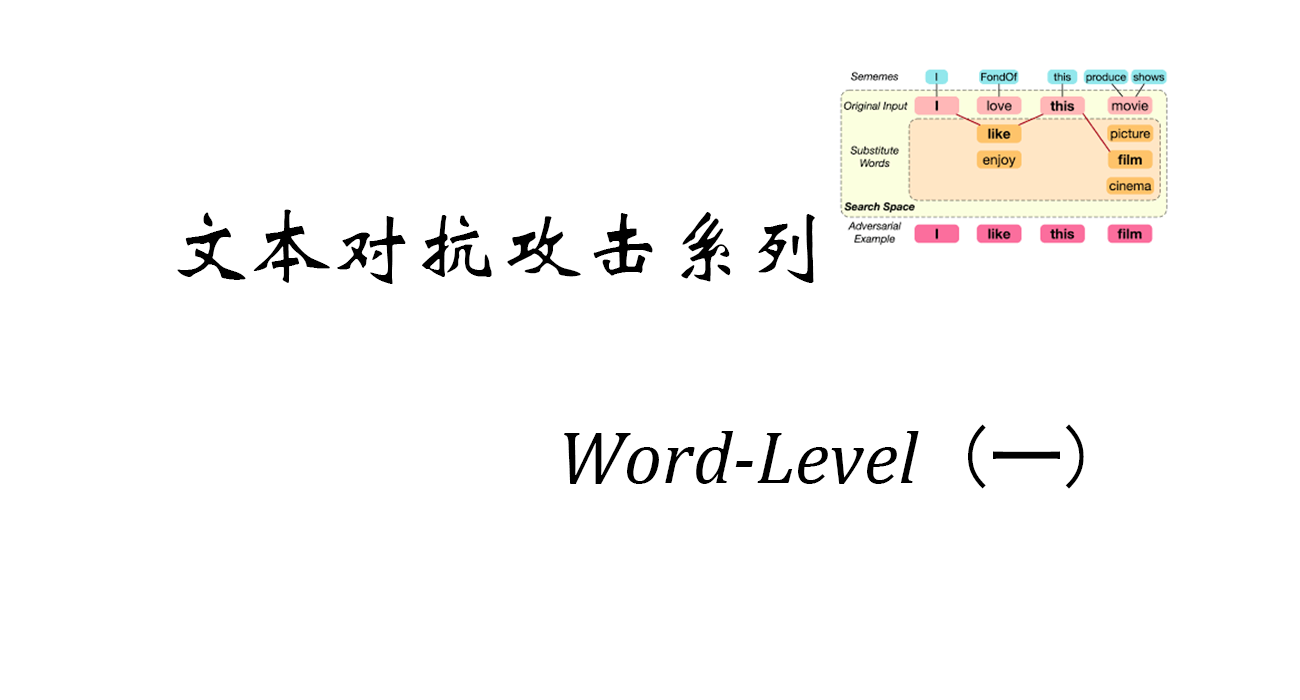 Sememes I FondOf this produce shows
Original Input I love this movie
Substitute Words like picture
enjoy film
cinema
Search Space
Adversarial Example I like this film
文本对抗攻击系列
Word-Level（一）